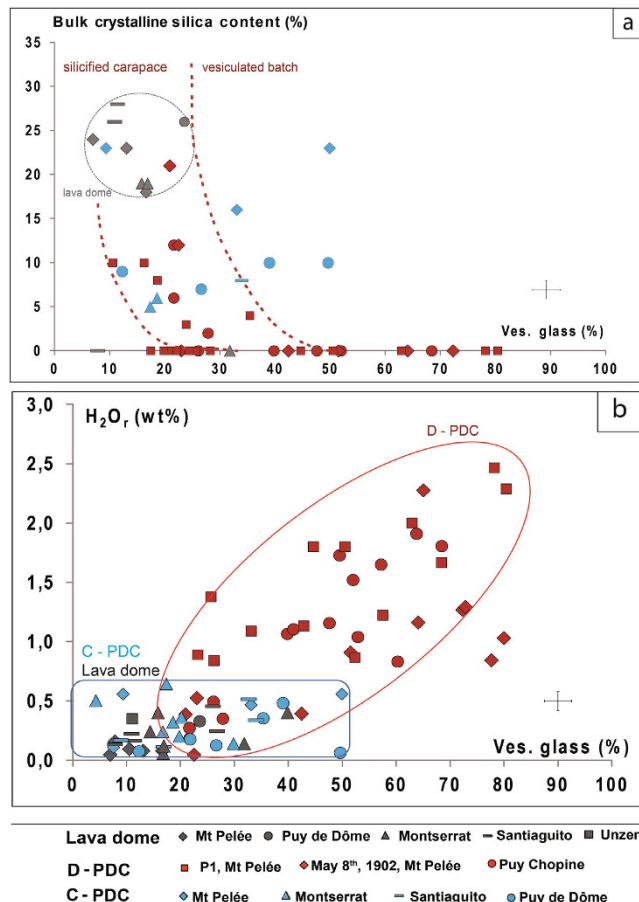 Bulk crystalline silica content (%)
a
35
silicified carapace
vesiculated batch
30
25
20
lava dome
15
10
5
Ves. glass (%)
0
0 10 20 30 40 50 60 70 80 90 100
b
3,0
H2Or (wt%)
D - PDC
2,5
2,0
1,5
1,0
C - PDC
Lava dome
0,5
Ves. glass (%)
0,0
0 10 20 30 40 50 60 70 80 90 100
Lava dome Mt Pelée Puy de Dôme Montserrat Santiaguito Unzen
D - PDC P1, Mt Pelée May 8th, 1902, Mt Pelée Puy Chopine
C - PDC Mt Pelée Montserrat Santiaguito Puy de Dôme